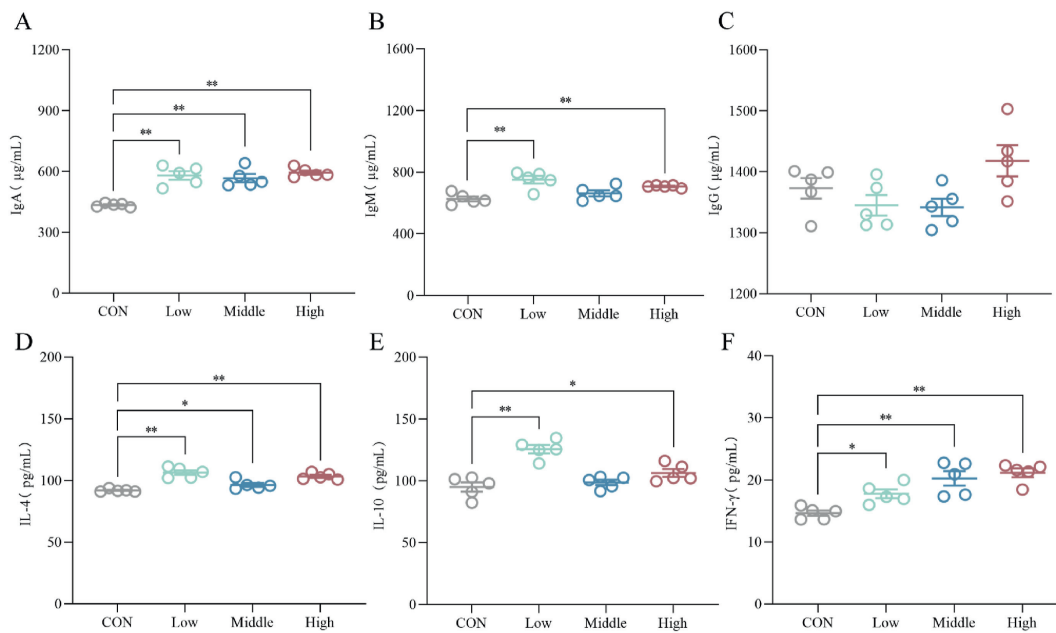 A
IgA ( μg/mL)
1200
900
600
300
0
**
**
**
CON Low Middle High
B
IgM ( μg/mL)
1600
1200
800
400
0
**
**
CON Low Middle High
C
IgG ( μg/mL)
1600
1500
1400
1300
1200
CON Low Middle High
D
IL-4 ( pg/mL)
200
150
100
50
0
**
*
**
CON Low Middle High
E
IL-10 (pg/mL)
200
150
100
50
0
*
**
CON Low Middle High
F
IFN-γ ( pg/mL)
40
30
20
10
0
**
**
*
CON Low Middle High